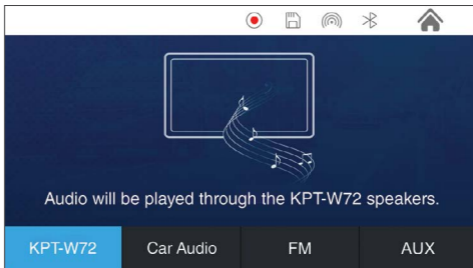 Audio will be played through the KPT-W72 speakers.
KPT-W72 Car Audio FM AUX